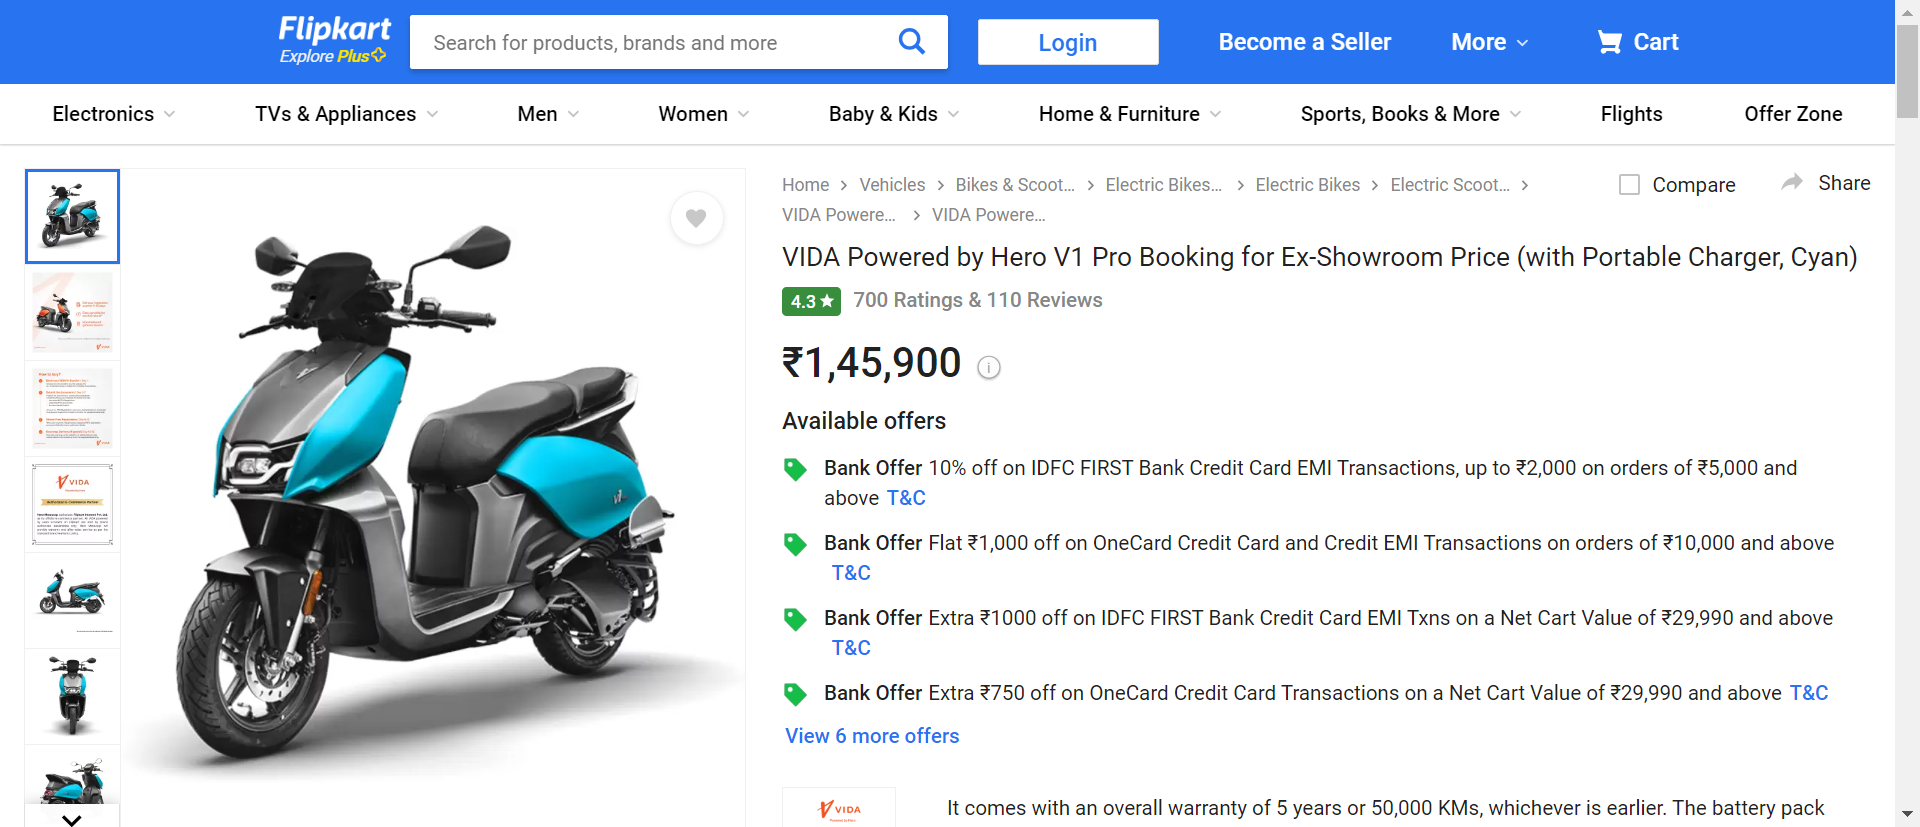 Flipkart
Explore Plus
Search for products, brands and more
Login
Become a Seller
More
Cart
Electronics
TVs & Appliances
Men
Women
Baby & Kids
Home & Furniture
Sports, Books & More
Flights
Offer Zone
Home
Vehicles
Bikes & Scoot...
Electric Bikes...
Electric Bikes
Electric Scoot...
VIDA Powere...
VIDA Powere...
Compare
Share
VIDA Powered by Hero V1 Pro Booking for Ex-Showroom Price (with Portable Charger, Cyan)
4.3
700 Ratings & 110 Reviews
₹1,45,900
Available offers
Bank Offer 10% off on IDFC FIRST Bank Credit Card EMI Transactions, up to ₹2,000 on orders of ₹5,000 and
above T&C
Bank Offer Flat ₹1,000 off on OneCard Credit Card and Credit EMI Transactions on orders of ₹10,000 and above
T&C
Bank Offer Extra ₹1000 off on IDFC FIRST Bank Credit Card EMI Txns on a Net Cart Value of ₹29,990 and above
T&C
Bank Offer Extra ₹750 off on OneCard Credit Card Transactions on a Net Cart Value of ₹29,990 and above T&C
View 6 more offers
VIDA
It comes with an overall warranty of 5 years or 50,000 KMs, whichever is earlier. The battery pack
VIDA